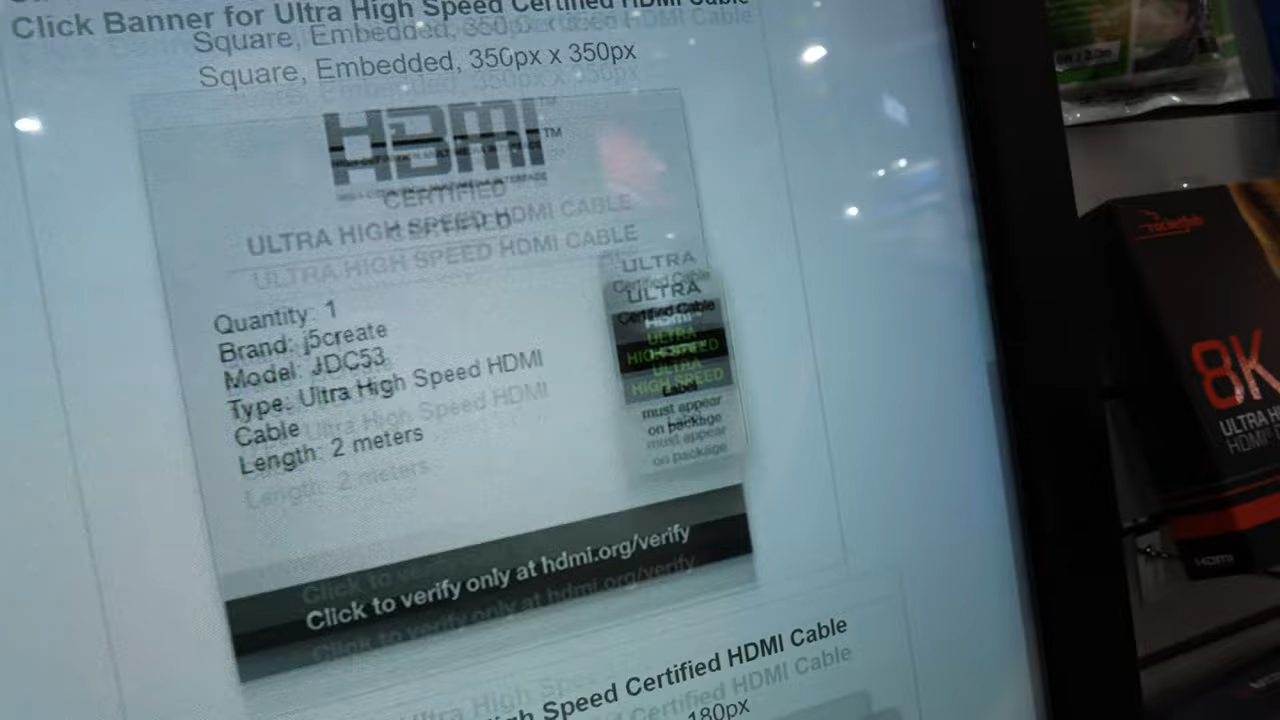 Click Banner for Ultra High Speed Certified HDMI Cable
Square, Embedded, 350px x 350px
HDMI™
CERTIFIED
ULTRA HIGH SPEED HDMI CABLE
Quantity: 1
Brand: j5create
Model: JDC53
Type: Ultra High Speed HDMI
Cable
Length: 2 meters
ULTRA
Certified Cable
HDMI
ULTRA
HIGH SPEED
Label
must appear
on package
Click to verify only at hdmi.org/verify
Speed Certified HDMI Cable
180px
rocketfish
8K
ULTRA H
HDMI
HDMI